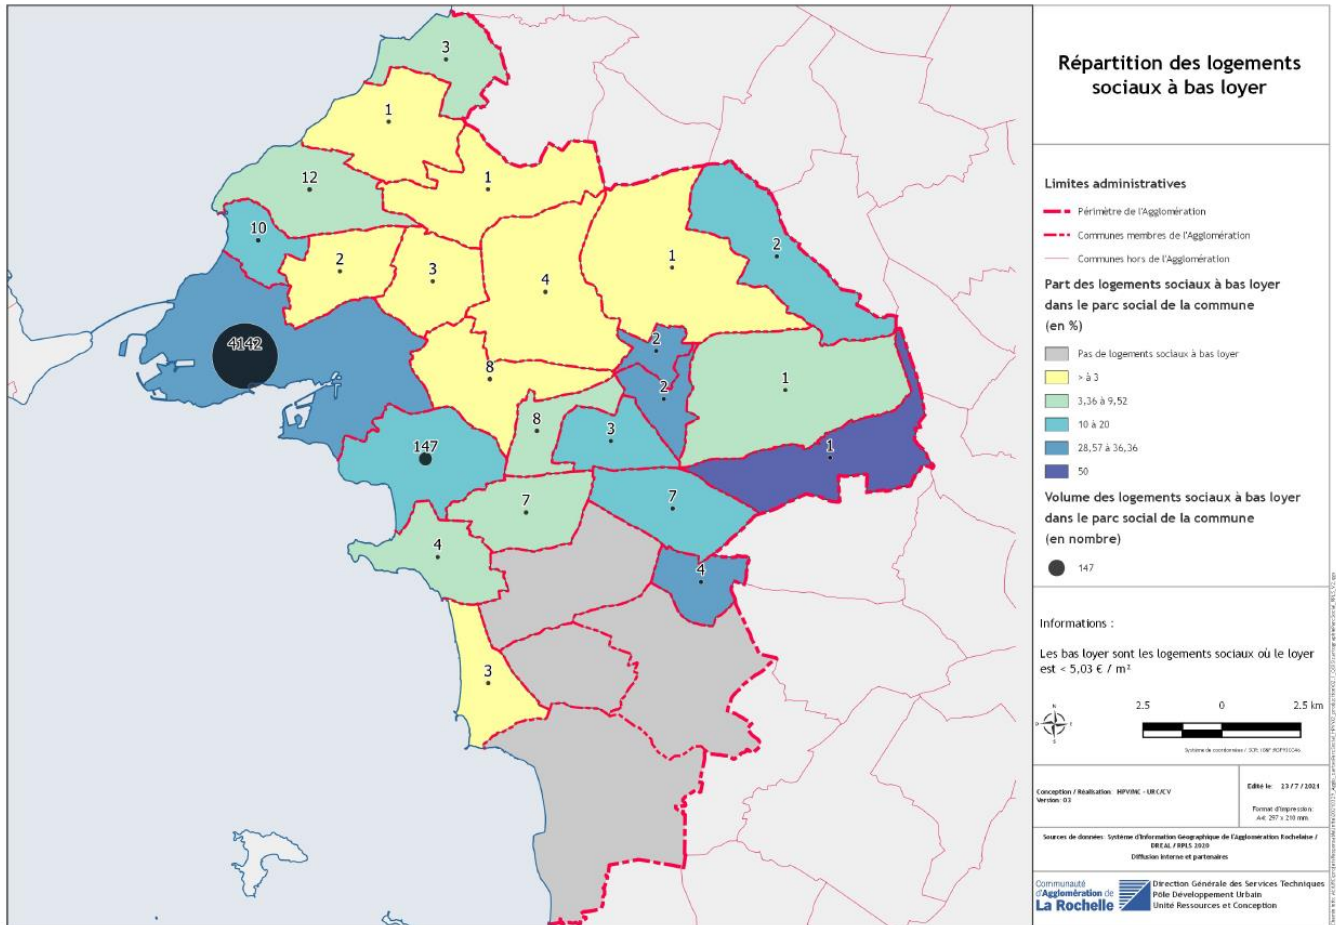 3
1
1
12
10
2
3
4
1
2
4142
8
2
2
1
8
3
1
147
7
7
4
4
3
Répartition des logements
sociaux à bas loyer
Limites administratives
Périmètre de l'Agglomération
Communes membres de l'Agglomération
Communes hors de l'Agglomération
Part des logements sociaux à bas loyer
dans le parc social de la commune
(en %)
Pas de logements sociaux à bas loyer
> à 3
3,36 à 9,52
10 à 20
28,57 à 36,36
50
Volume des logements sociaux à bas loyer
dans le parc social de la commune
(en nombre)
147
Informations :
Les bas loyer sont les logements sociaux où le loyer
est < 5,03 € / m²
N
S
2.5 0 2.5 km
Conception / Réalisation: HPVIMC - URC/CV
Version: 03
Edité le 23/7/2021
Format d'impression:
A4: 297 x 210 mm
Sources de données: Système d'Information Géographique de l'Agglomération Rochelaise /
DREAL / RPLS 2020
Diffusion interne et partenaires
Communauté
d'Agglomération de
La Rochelle
Direction Générale des Services Techniques
Pôle Développement Urbain
Unité Ressources et Conception